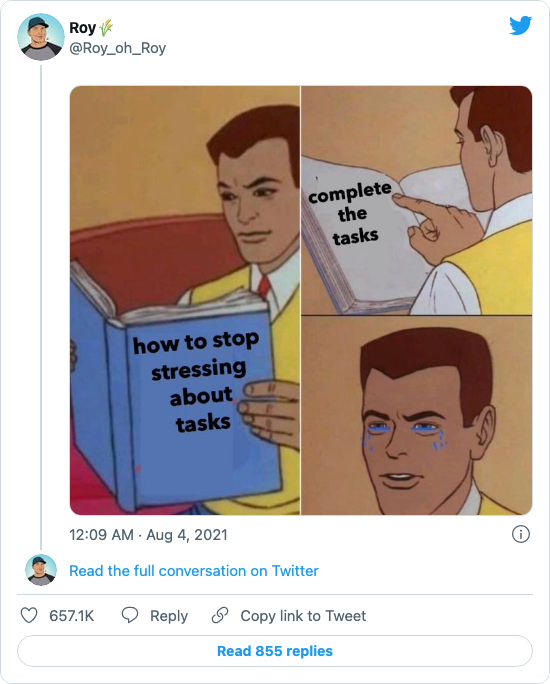 Roy🌾
@Roy_oh_Roy
how to stop
stressing
about
tasks
complete
the
tasks
12:09 AM · Aug 4, 2021
Read the full conversation on Twitter
657.1K Reply Copy link to Tweet
Read 855 replies